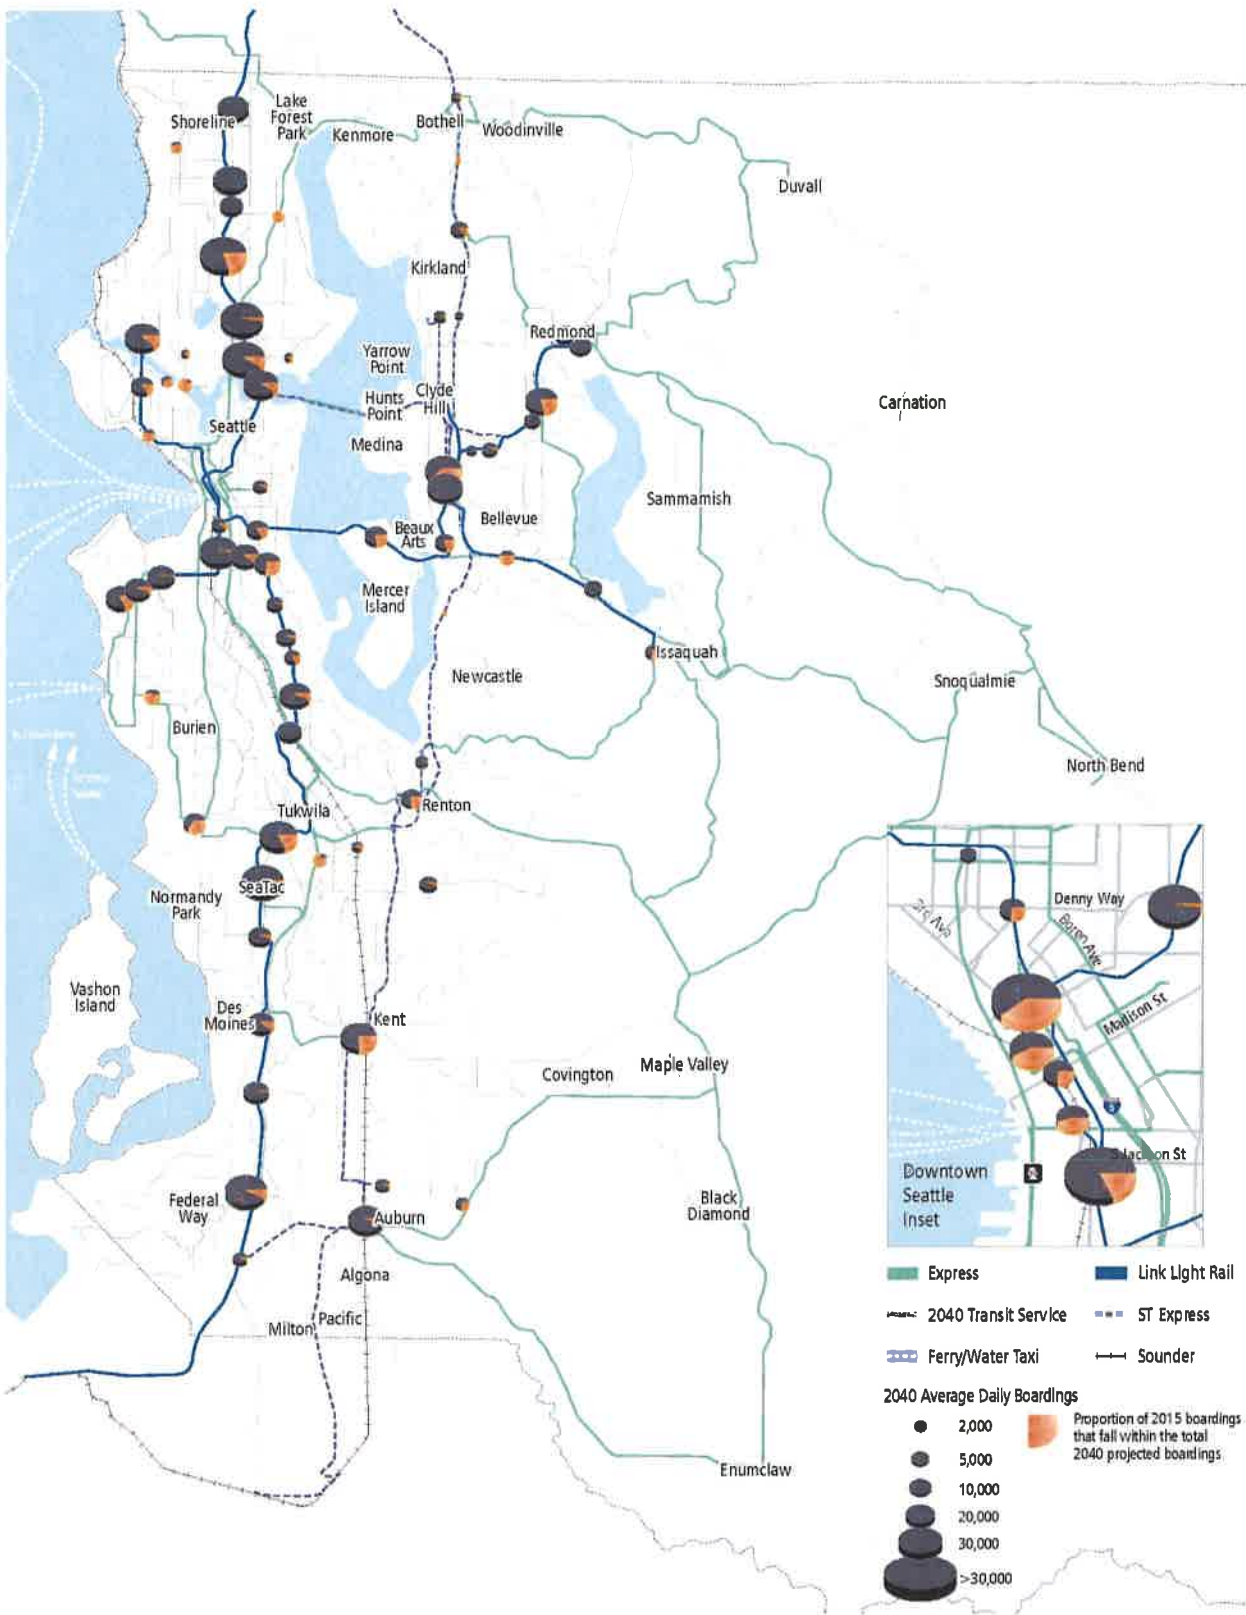 Lake
Forest
Park
Shoreline
Kenmore
Bothell
Woodinville
Duvall
Kirkland
Redmond
Yarrow
Point
Hunts
Point
Clyde
Hill
Carnation
Seattle
Medina
Sammamish
Beaux
Arts
Bellevue
Mercer
Island
Issaquah
Newcastle
Snoqualmie
Burien
North Bend
Tukwila
Renton
SeaTac
Normandy
Park
Vashon
Island
Des
Moines
Kent
Covington
Maple Valley
Federal
Way
Auburn
Black
Diamond
Algona
Pacific
Milton
Enumclaw
Denny Way
3rd Ave
Boren Ave
Madison St
5
S Jackson St
Downtown
Seattle
Inset
Express
Link Light Rail
2040 Transit Service
ST Express
Ferry/Water Taxi
Sounder
2040 Average Daily Boardings
2,000
5,000
10,000
20,000
30,000
>30,000
Proportion of 2015 boardings
that fall within the total
2040 projected boardings